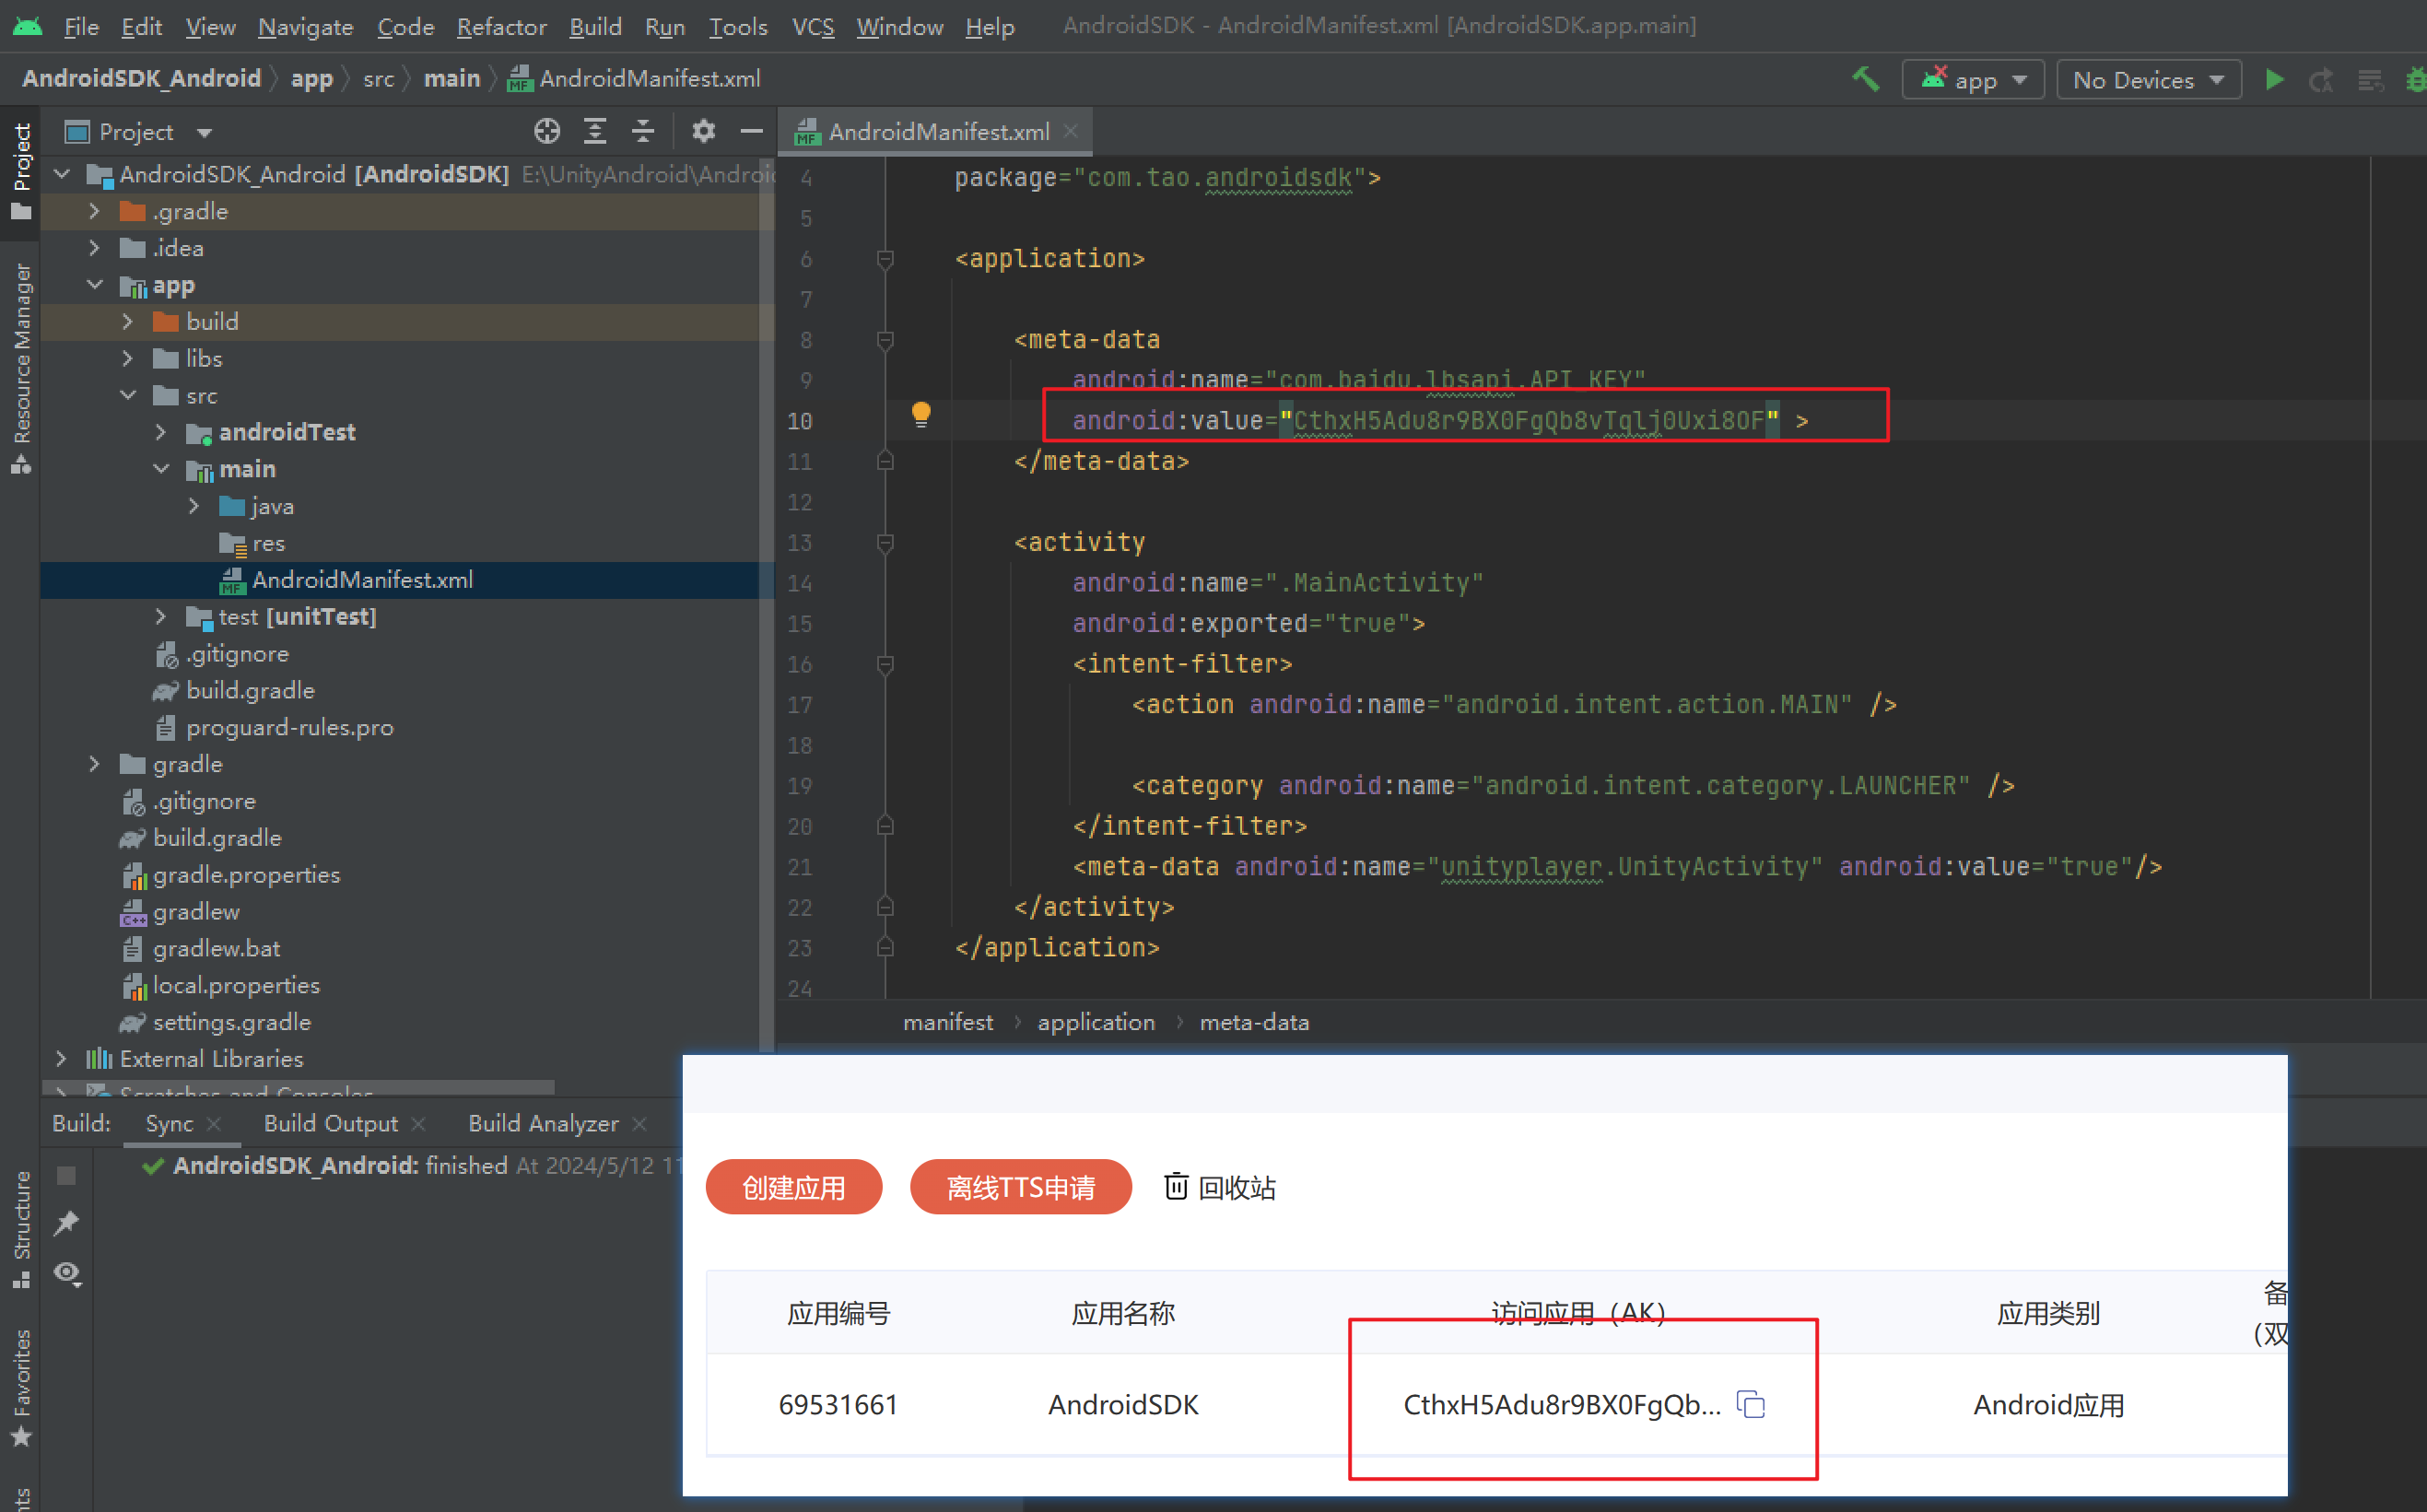 File Edit View Navigate Code Refactor Build Run Tools VCS Window Help AndroidSDK - AndroidManifest.xml [AndroidSDK.app.main]
AndroidSDK_Android app src main AndroidManifest.xml app No Devices
Project
Resource Manager
Structure
Favorites
Project
AndroidSDK_Android [AndroidSDK] E:\UnityAndroid\Androi
.gradle
.idea
app
build
libs
src
androidTest
main
java
res
AndroidManifest.xml
test [unitTest]
.gitignore
build.gradle
proguard-rules.pro
gradle
.gitignore
build.gradle
gradle.properties
gradlew
gradlew.bat
local.properties
settings.gradle
External Libraries
Scratches and Consoles
AndroidManifest.xml
4 package="com.tao.androidsdk">
5
6 <application>
7
8 <meta-data
9 android:name="com.baidu.lbsapi.API_KEY"
10 android:value="CthxH5Adu8r9BX0FgQb8vTqlj0Uxi8OF" >
11 </meta-data>
12
13 <activity
14 android:name=".MainActivity"
15 android:exported="true">
16 <intent-filter>
17 <action android:name="android.intent.action.MAIN" />
18
19 <category android:name="android.intent.category.LAUNCHER" />
20 </intent-filter>
21 <meta-data android:name="unityplayer.UnityActivity" android:value="true"/>
22 </activity>
23 </application>
24
manifest application meta-data
Build: Sync Build Output Build Analyzer
AndroidSDK_Android: finished At 2024/5/12 11
创建应用 离线TTS申请 回收站
应用编号 应用名称 访问应用（AK） 应用类别 备
(双
69531661 AndroidSDK CthxH5Adu8r9BX0FgQb... Android应用